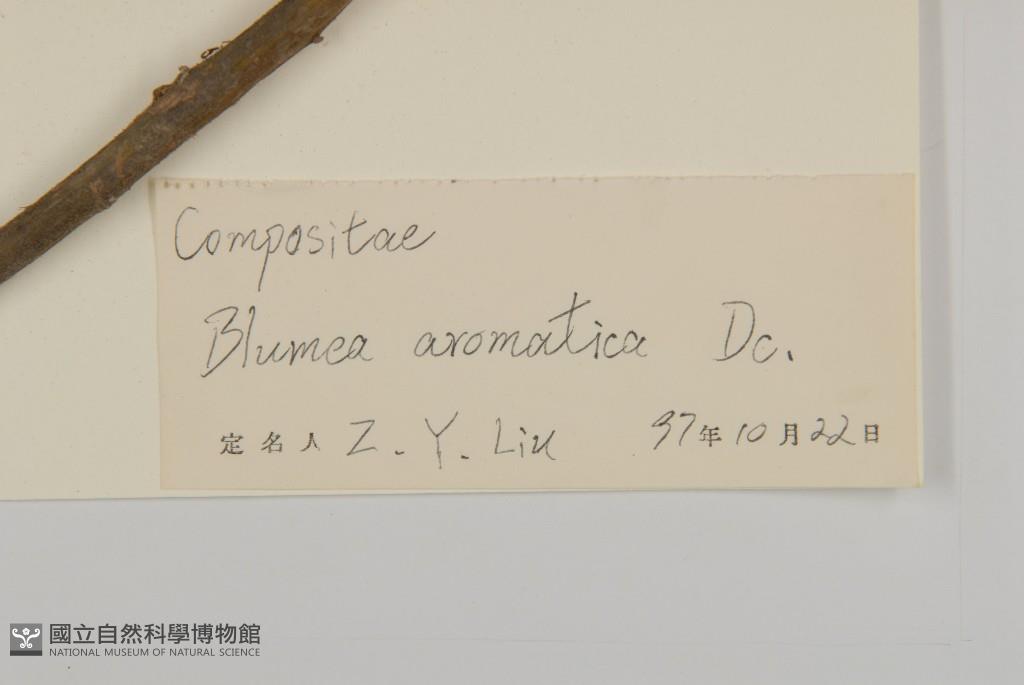 Compositae
Blumea aromatica Dc.
定名人 Z. Y. Liu 97年10月22日
國立自然科學博物館
NATIONAL MUSEUM OF NATURAL SCIENCE